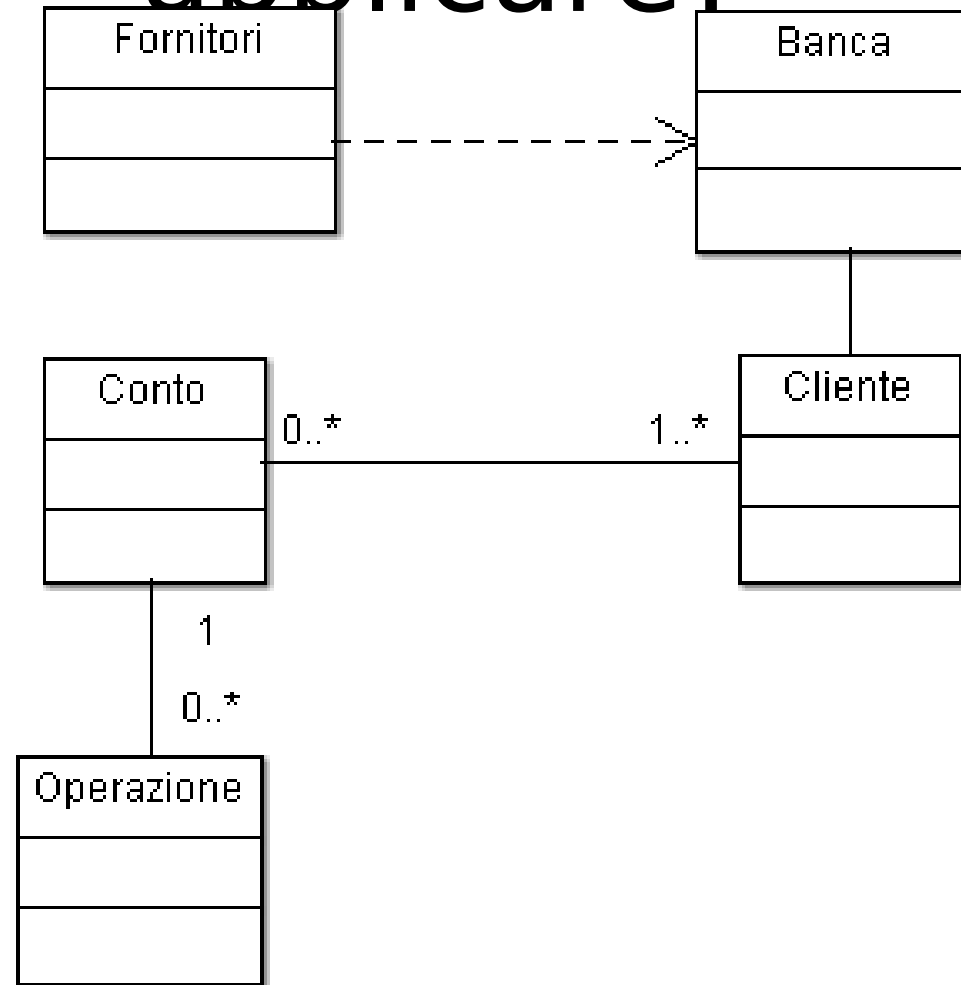 Fornitori
Banca
Conto
Cliente
0..*
1..*
1
0..*
Operazione